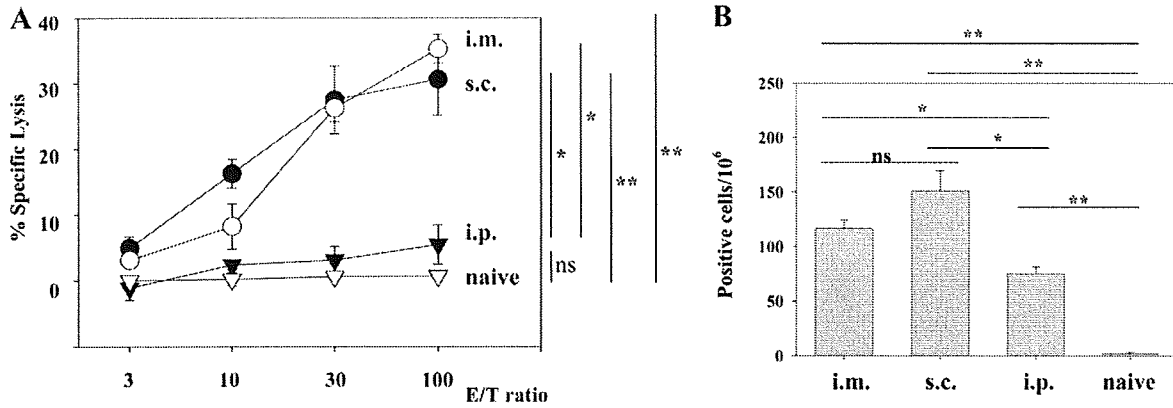 A
% Specific Lysis
40
30
20
10
0
3
10
30
100
E/T ratio
i.m.
s.c.
i.p.
naive
*
*
**
**
ns
B
Positive cells/10⁶
250
200
150
100
50
0
**
**
*
*
ns
**
i.m.
s.c.
i.p.
naive